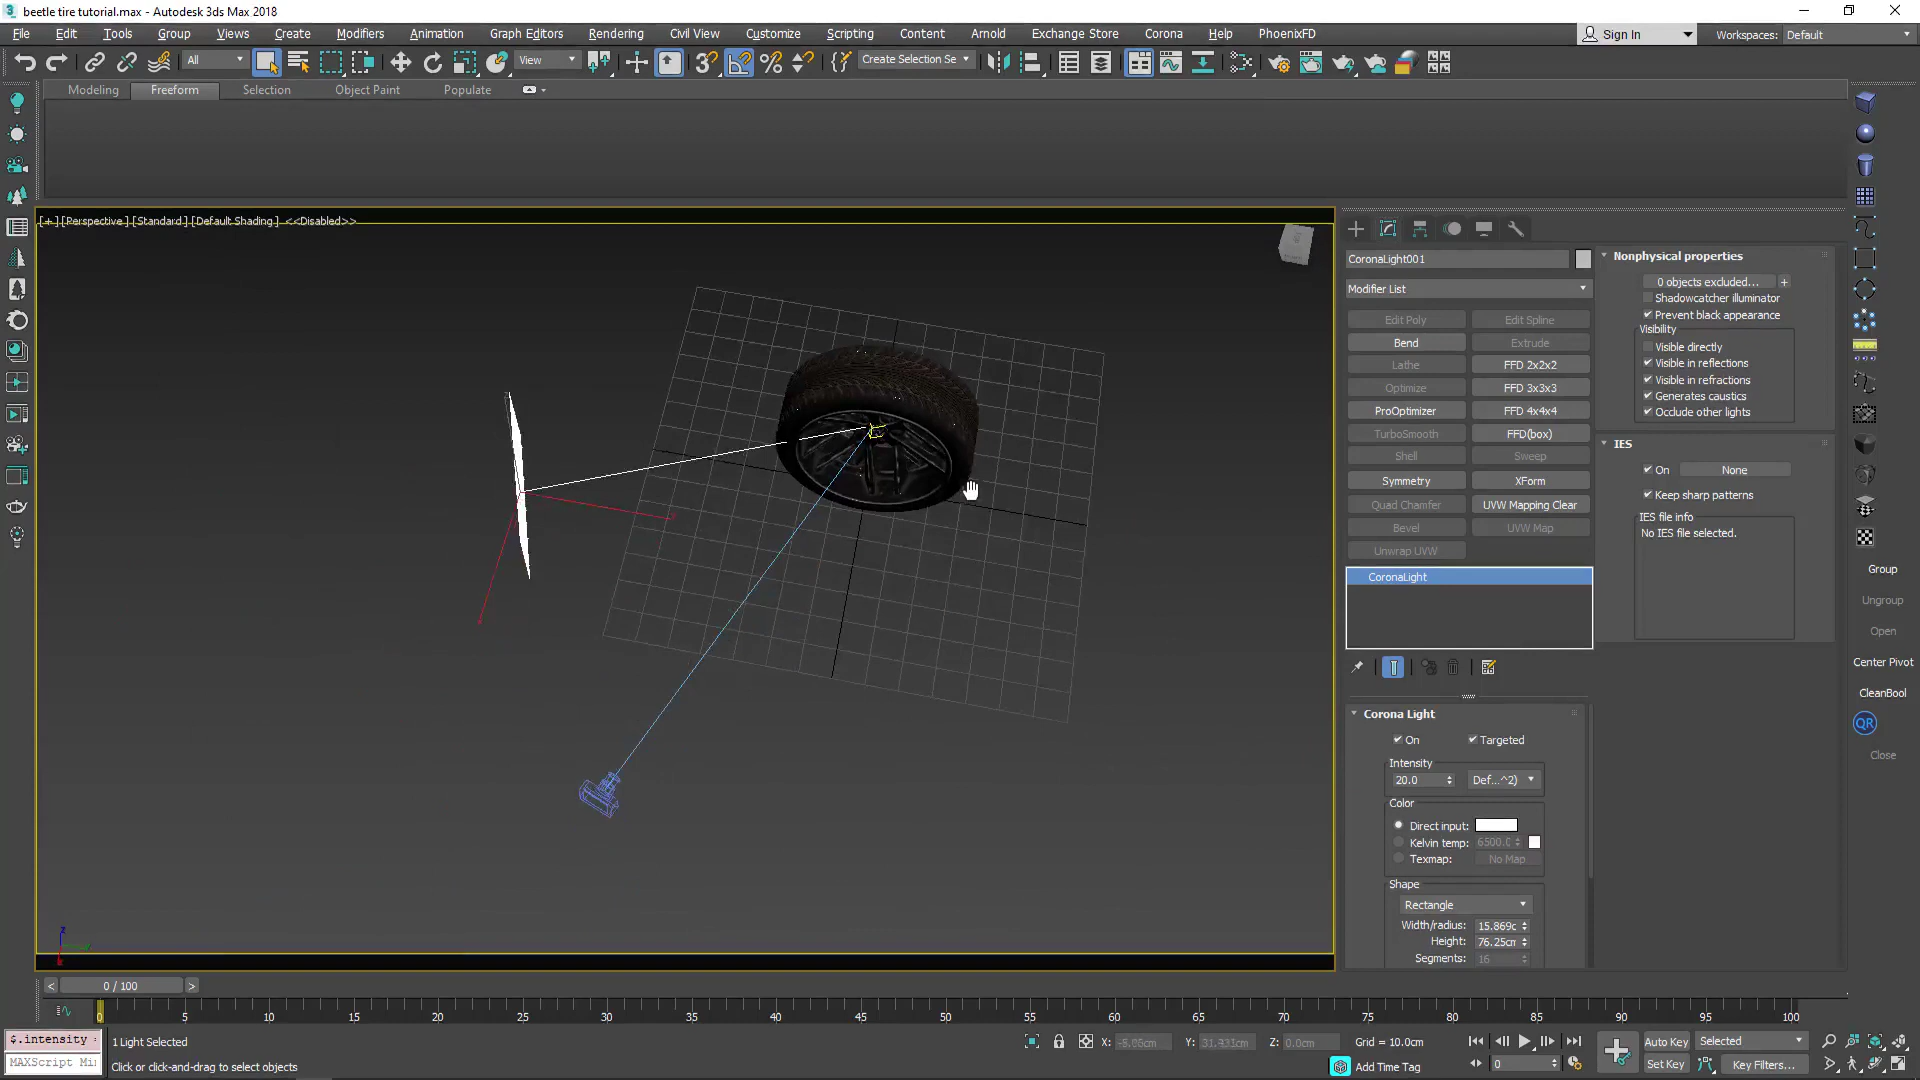 beetle tire tutorial.max - Autodesk 3ds Max 2018
File Edit Tools Group Views Create Modifiers Animation Graph Editors Rendering Civil View Customize Scripting Content Arnold Exchange Store Corona Help PhoenixFD
Sign In Workspaces: Default
All View Create Selection Se
Modeling Freeform Selection Object Paint Populate
[+] [Perspective] [Standard] [Default Shading] <<Disabled>>
CoronaLight001
Modifier List
Edit Poly Edit Spline
Bend Extrude
Lathe FFD 2x2x2
Optimize FFD 3x3x3
ProOptimizer FFD 4x4x4
TurboSmooth FFD(box)
Shell Sweep
Symmetry XForm
Quad Chamfer UVW Mapping Clear
Bevel UVW Map
Unwrap UVW
CoronaLight
Corona Light
On Targeted
Intensity
20.0 Def...^2)
Color
Direct input:
Kelvin temp: 6500.0
Texmap: No Map
Shape
Rectangle
Width/radius: 15.869c
Height: 76.25cm
Segments: 16
Nonphysical properties
0 objects excluded... +
Shadowcatcher illuminator
Prevent black appearance
Visibility
Visible directly
Visible in reflections
Visible in refractions
Generates caustics
Occlude other lights
IES
On None
Keep sharp patterns
IES file info
No IES file selected.
Group
Ungroup
Open
Center Pivot
CleanBool
QR
Close
z
< 0 / 100 >
0 5 10 15 20 25 30 35 40 45 50 55 60 65 70 75 80 85 90 95 100
$.intensity 1 Light Selected X: Y: 31.433cm Z: 0.0cm Grid = 10.0cm Auto Key Selected
MAXScript Mi Click or click-and-drag to select objects Add Time Tag 0 Set Key Key Filters...